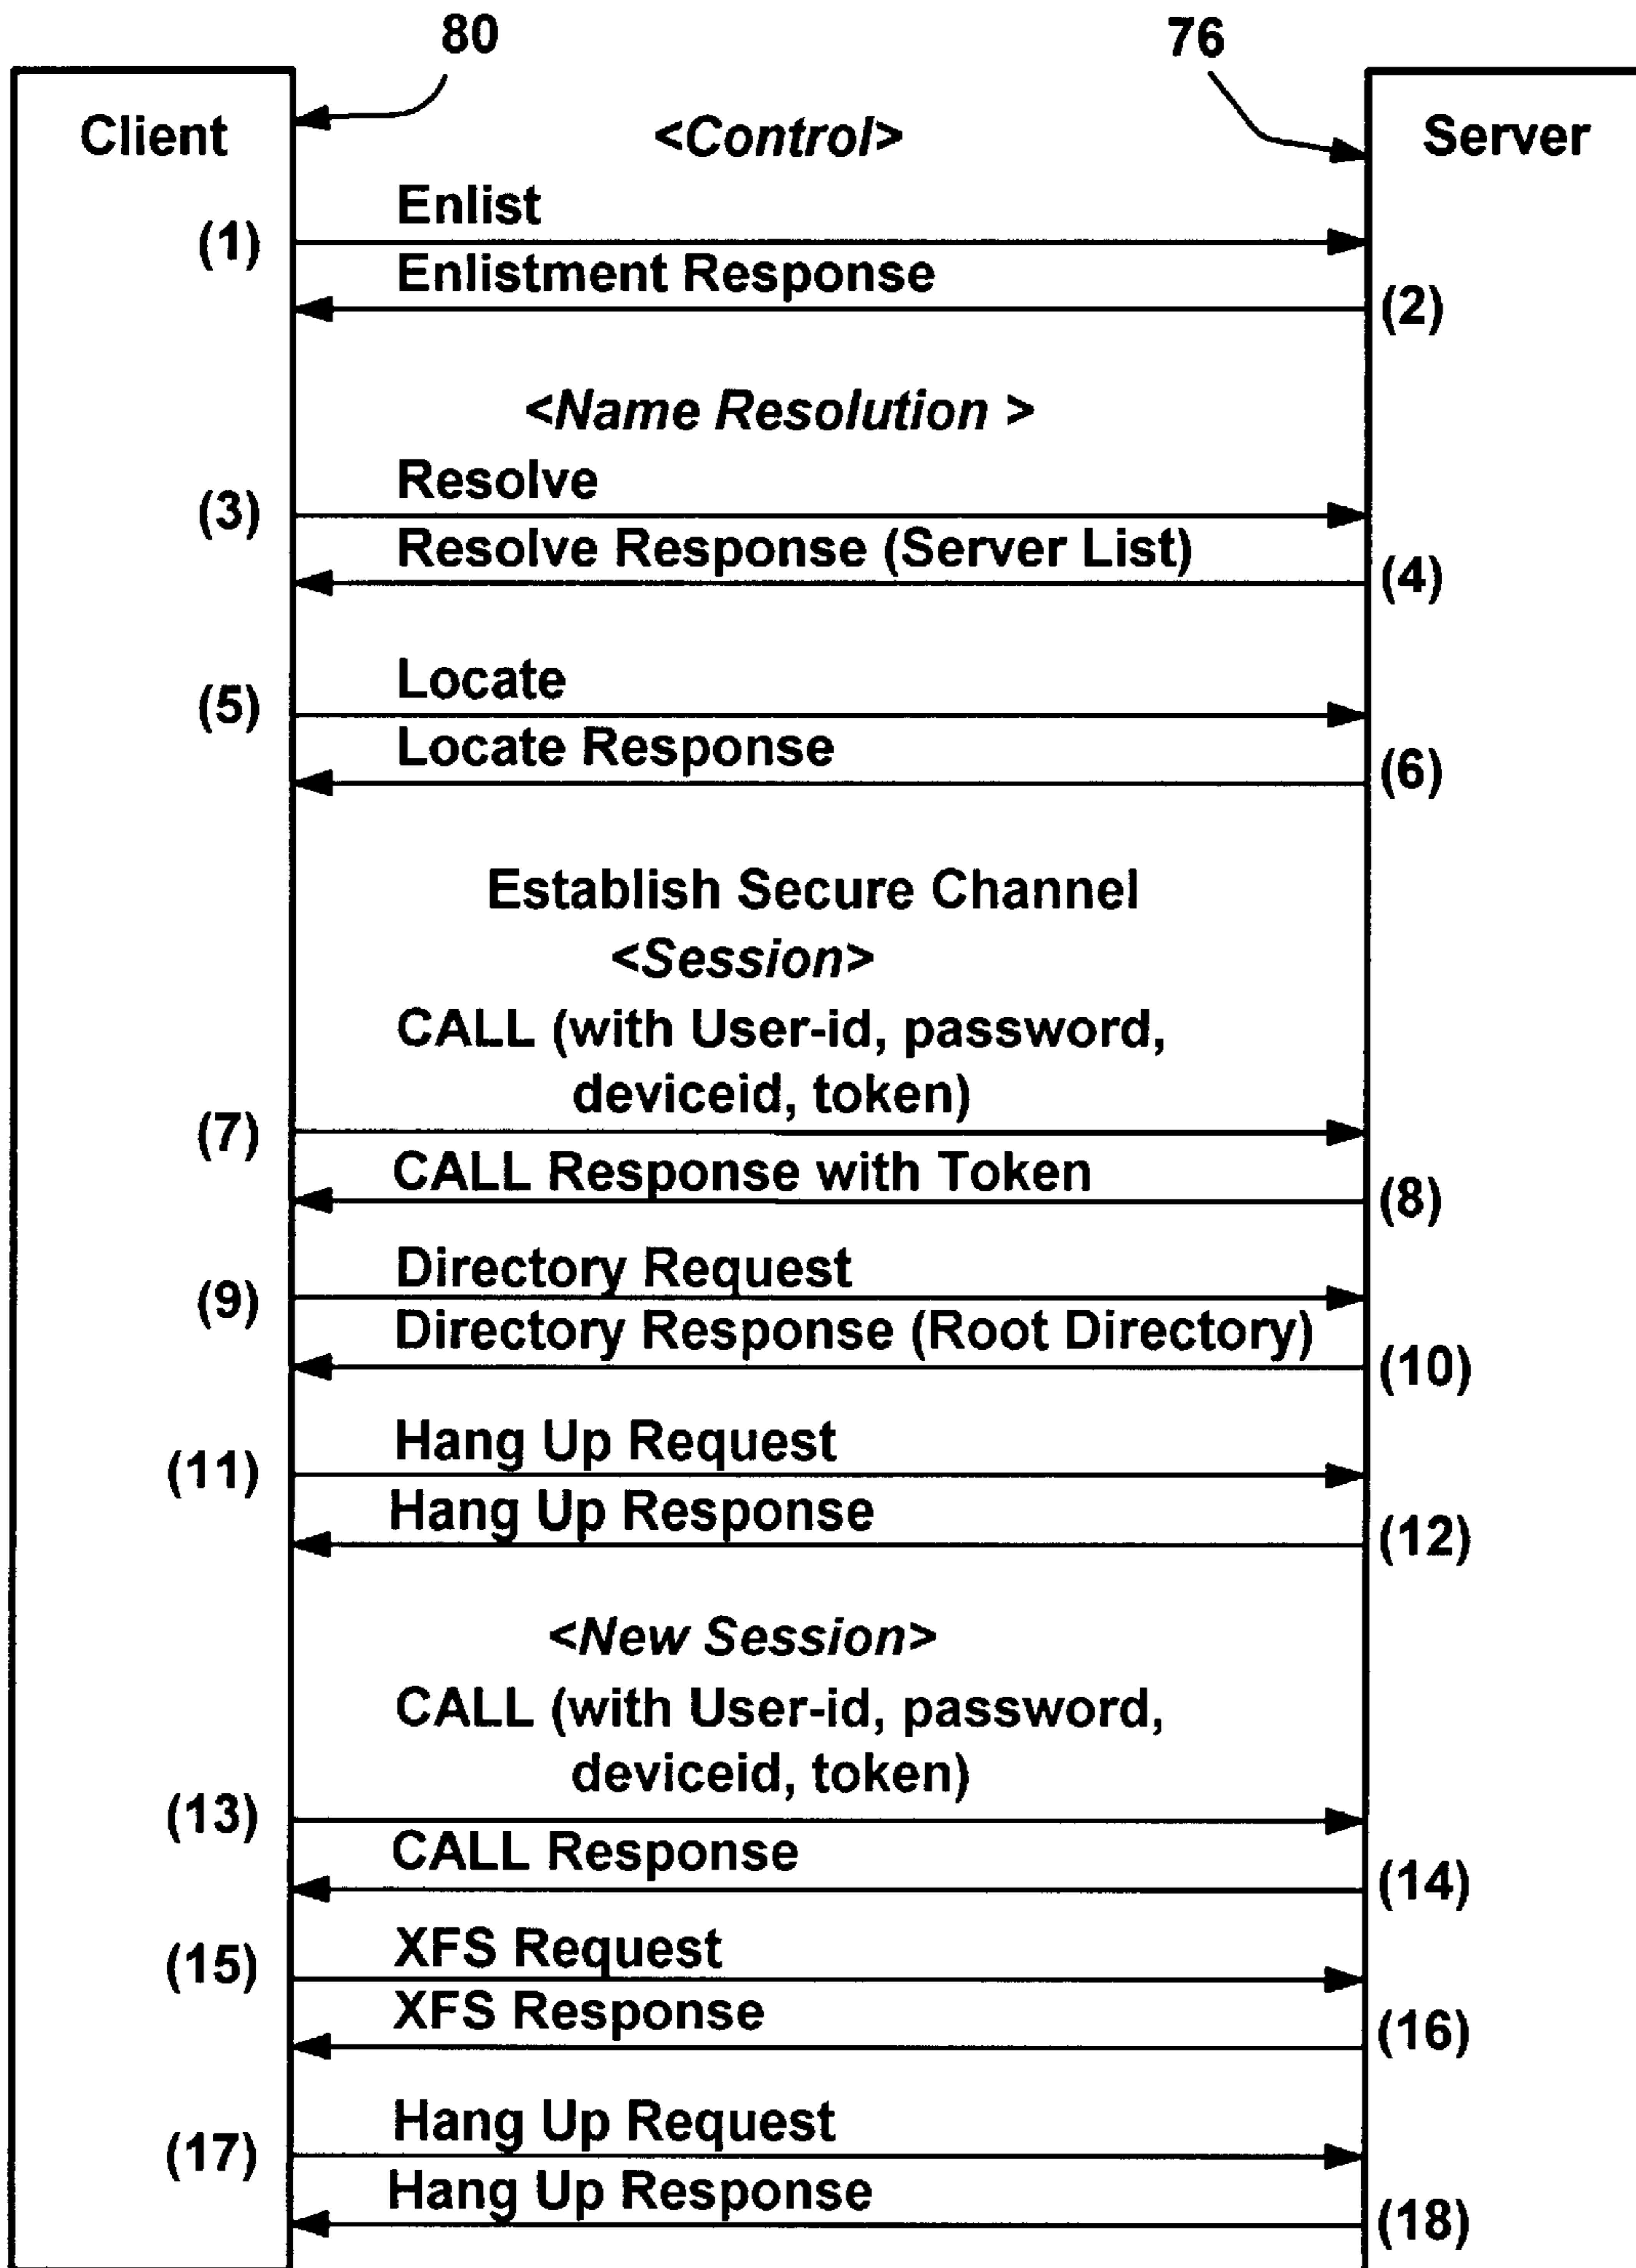 80
76
Client
<Control>
Server
Enlist
(1)
Enlistment Response
(2)
<Name Resolution >
Resolve
(3)
Resolve Response (Server List)
(4)
Locate
(5)
Locate Response
(6)
Establish Secure Channel
<Session>
CALL (with User-id, password,
deviceid, token)
(7)
CALL Response with Token
(8)
Directory Request
(9)
Directory Response (Root Directory)
(10)
Hang Up Request
(11)
Hang Up Response
(12)
<New Session>
CALL (with User-id, password,
deviceid, token)
(13)
CALL Response
(14)
XFS Request
(15)
XFS Response
(16)
Hang Up Request
(17)
Hang Up Response
(18)